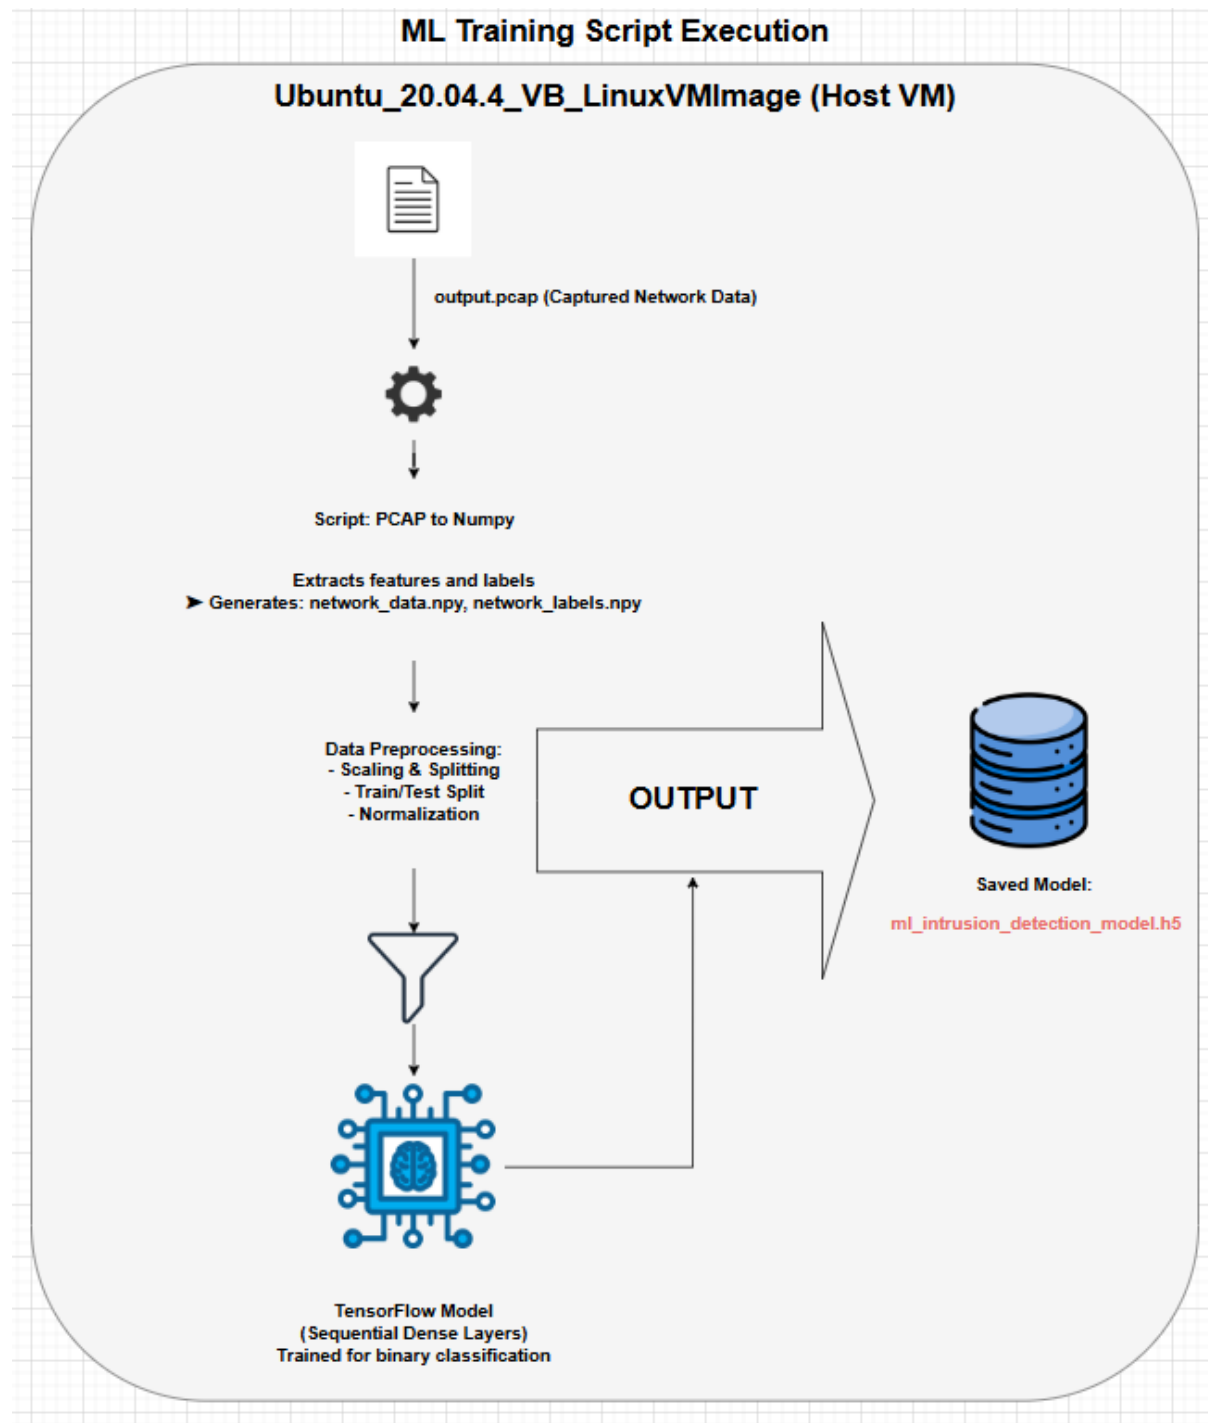 ML Training Script Execution
Ubuntu_20.04.4_VB_LinuxVMImage (Host VM)
output.pcap (Captured Network Data)
Script: PCAP to Numpy
Extracts features and labels
➤ Generates: network_data.npy, network_labels.npy
Data Preprocessing:
- Scaling & Splitting
- Train/Test Split
- Normalization
OUTPUT
Saved Model:
ml_intrusion_detection_model.h5
TensorFlow Model
(Sequential Dense Layers)
Trained for binary classification